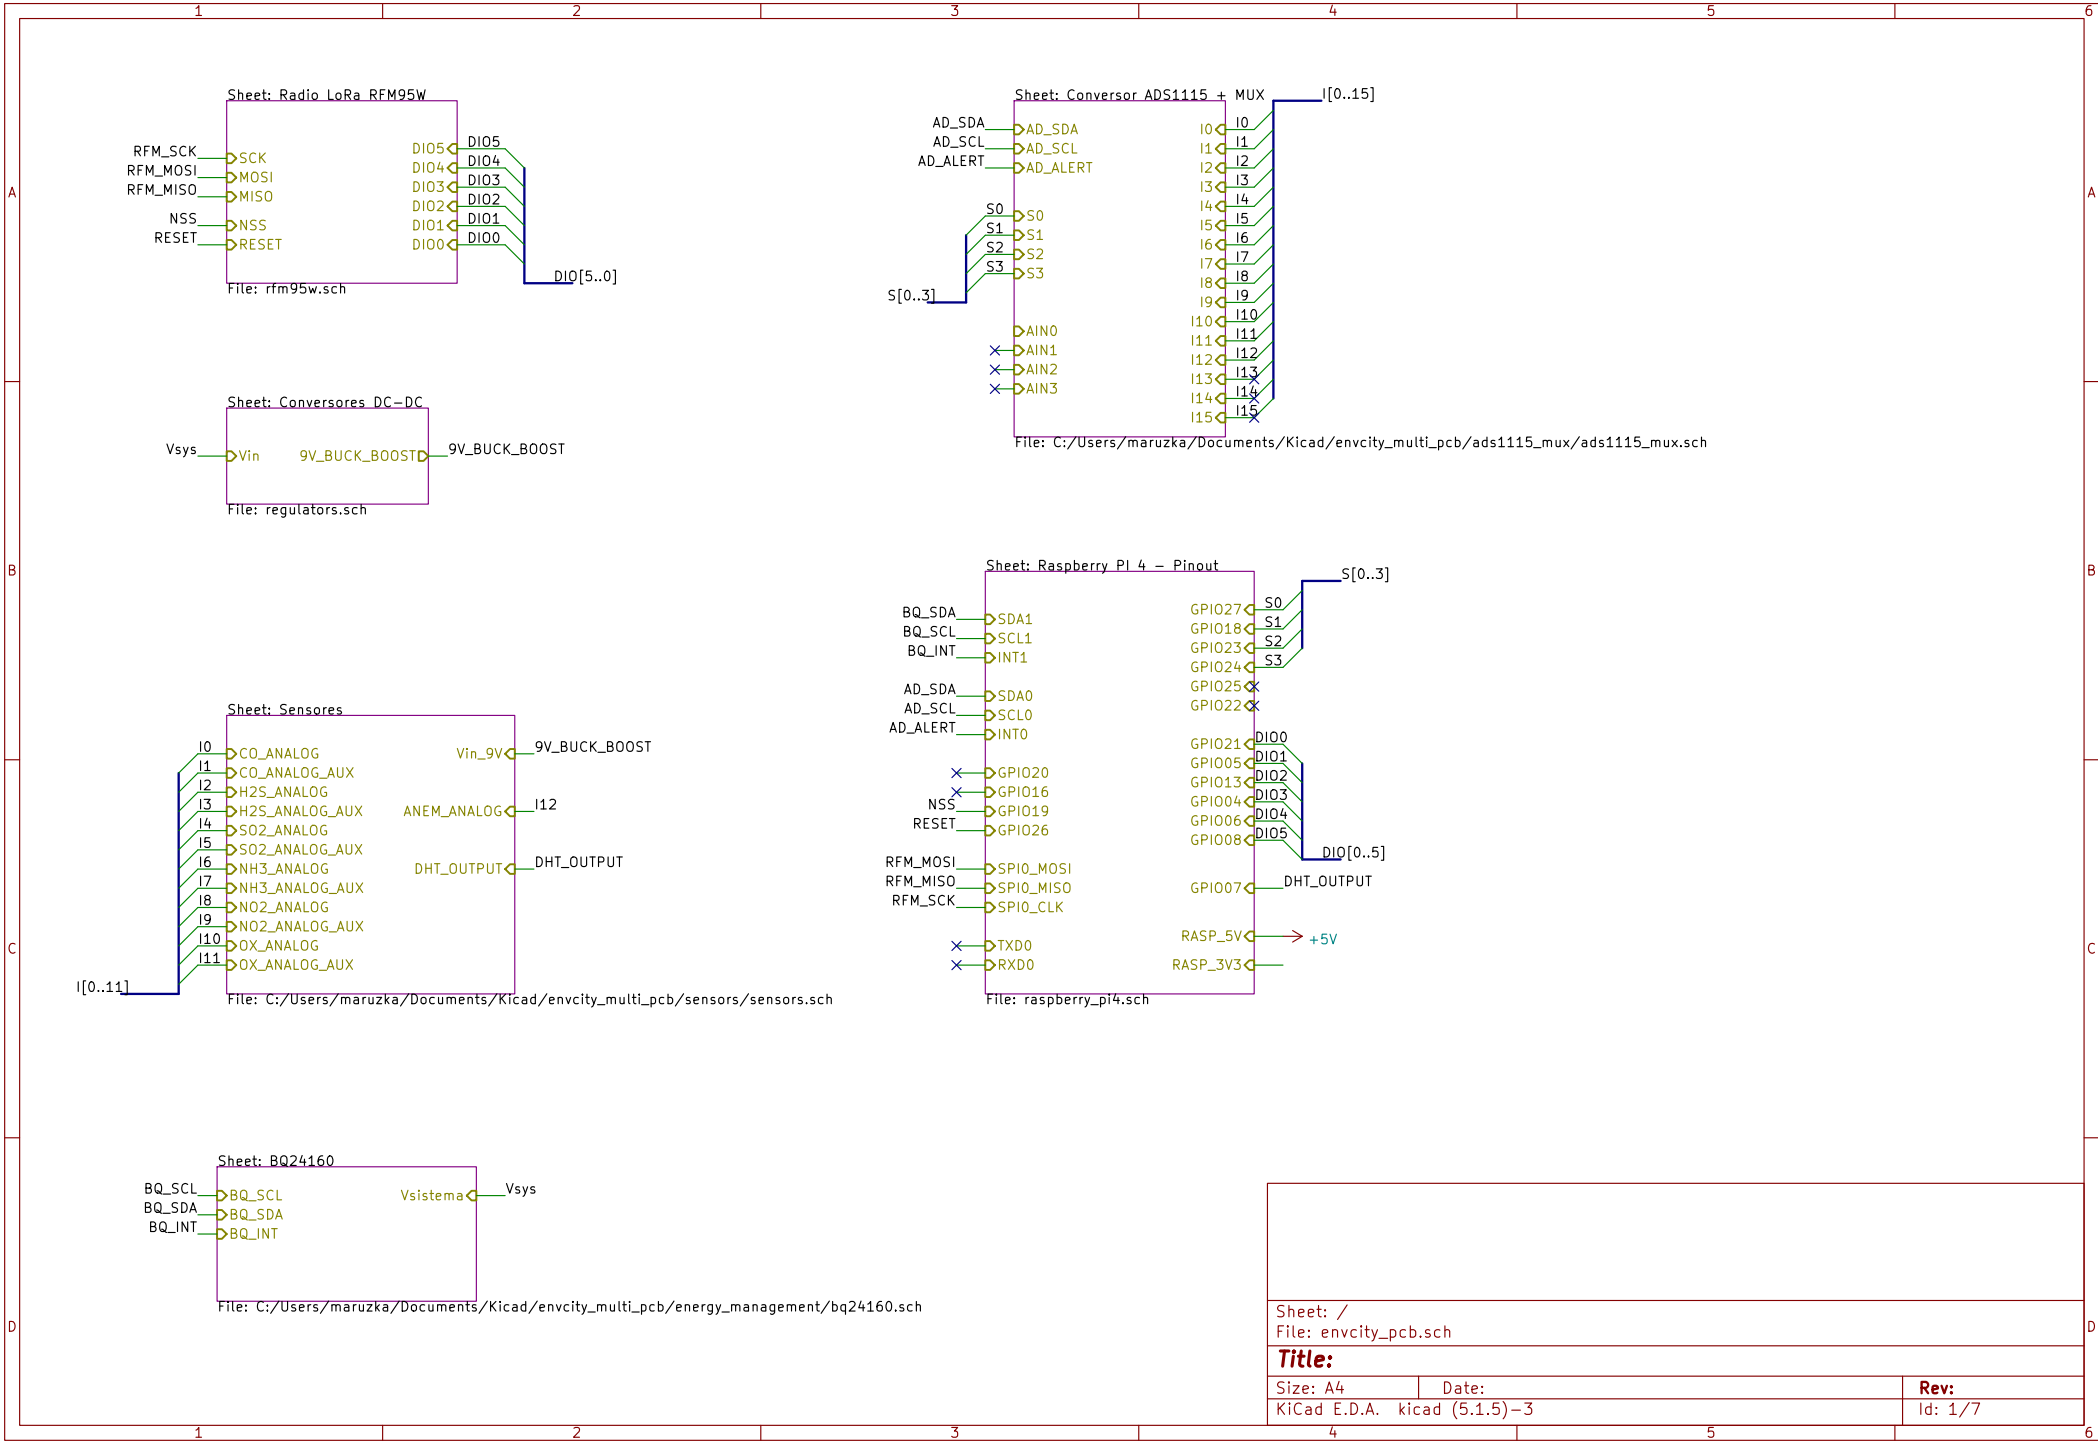 1 2 3 4 5 6
A
B
C
D
Sheet: Radio LoRa RFM95W
RFM_SCK SCK
RFM_MOSI MOSI
RFM_MISO MISO
NSS NSS
RESET RESET
DIO5 DIO5
DIO4 DIO4
DIO3 DIO3
DIO2 DIO2
DIO1 DIO1
DIO0 DIO0
DIO[5..0]
File: rfm95w.sch
Sheet: Conversor ADS1115 + MUX
AD_SDA AD_SDA
AD_SCL AD_SCL
AD_ALERT AD_ALERT
S0 S0
S1 S1
S2 S2
S3 S3
S[0..3]
AIN0
AIN1
AIN2
AIN3
I[0..15]
I0 I0
I1 I1
I2 I2
I3 I3
I4 I4
I5 I5
I6 I6
I7 I7
I8 I8
I9 I9
I10 I10
I11 I11
I12 I12
I13 I13
I14 I14
I15 I15
File: C:/Users/maruzka/Documents/Kicad/envcity_multi_pcb/ads1115_mux/ads1115_mux.sch
Sheet: Conversores DC-DC
Vsys Vin 9V_BUCK_BOOST 9V_BUCK_BOOST
File: regulators.sch
Sheet: Raspberry PI 4 - Pinout
BQ_SDA SDA1
BQ_SCL SCL1
BQ_INT INT1
AD_SDA SDA0
AD_SCL SCL0
AD_ALERT INT0
GPIO20
GPIO16
NSS GPIO19
RESET GPIO26
RFM_MOSI SPI0_MOSI
RFM_MISO SPI0_MISO
RFM_SCK SPI0_CLK
TXD0
RXD0
S[0..3]
GPIO27 S0
GPIO18 S1
GPIO23 S2
GPIO24 S3
GPIO25
GPIO22
GPIO21 DIO0
GPIO05 DIO1
GPIO13 DIO2
GPIO04 DIO3
GPIO06 DIO4
GPIO08 DIO5
DIO[0..5]
GPIO07 DHT_OUTPUT
RASP_5V +5V
RASP_3V3
File: raspberry_pi4.sch
Sheet: Sensores
I0 CO_ANALOG
I1 CO_ANALOG_AUX
I2 H2S_ANALOG
I3 H2S_ANALOG_AUX
I4 SO2_ANALOG
I5 SO2_ANALOG_AUX
I6 NH3_ANALOG
I7 NH3_ANALOG_AUX
I8 NO2_ANALOG
I9 NO2_ANALOG_AUX
I10 OX_ANALOG
I11 OX_ANALOG_AUX
I[0..11]
Vin_9V 9V_BUCK_BOOST
ANEM_ANALOG I12
DHT_OUTPUT DHT_OUTPUT
File: C:/Users/maruzka/Documents/Kicad/envcity_multi_pcb/sensors/sensors.sch
Sheet: BQ24160
BQ_SCL BQ_SCL
BQ_SDA BQ_SDA
BQ_INT BQ_INT
Vsistema Vsys
File: C:/Users/maruzka/Documents/Kicad/envcity_multi_pcb/energy_management/bq24160.sch
Sheet: /
File: envcity_pcb.sch
Title:
Size: A4 Date: Rev:
KiCad E.D.A. kicad (5.1.5)-3 Id: 1/7
A
B
C
D
1 2 3 4 5 6